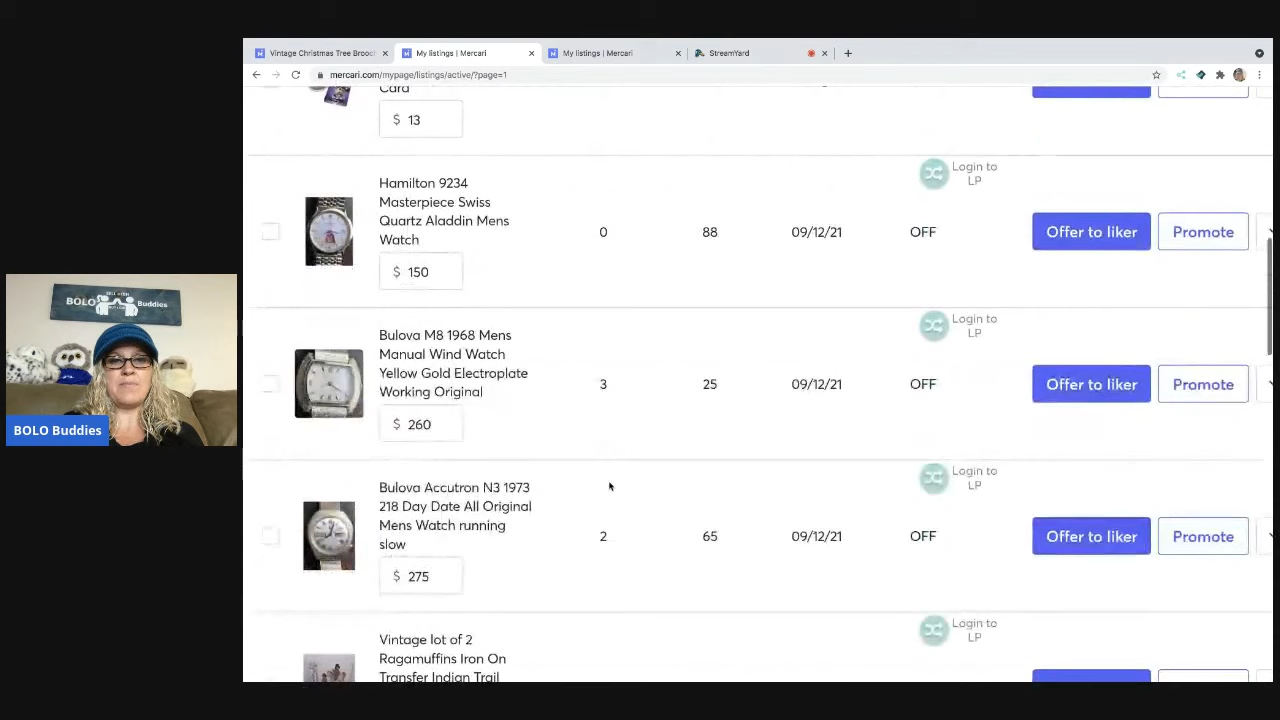 Vintage Christmas Tree Brooch
My listings | Mercari
My listings | Mercari
StreamYard
mercari.com/mypage/listings/active/?page=1
Card
$ 13
Login to
LP
Hamilton 9234
Masterpiece Swiss
Quartz Aladdin Mens
Watch
0 88 09/12/21 OFF Offer to liker Promote
$ 150
Login to
LP
Bulova M8 1968 Mens
Manual Wind Watch
Yellow Gold Electroplate
Working Original
3 25 09/12/21 OFF Offer to liker Promote
$ 260
Login to
LP
Bulova Accutron N3 1973
218 Day Date All Original
Mens Watch running
slow
2 65 09/12/21 OFF Offer to liker Promote
$ 275
Login to
LP
Vintage lot of 2
Ragamuffins Iron On
Transfer Indian Trail
BOLO Buddies
BOLO Buddies